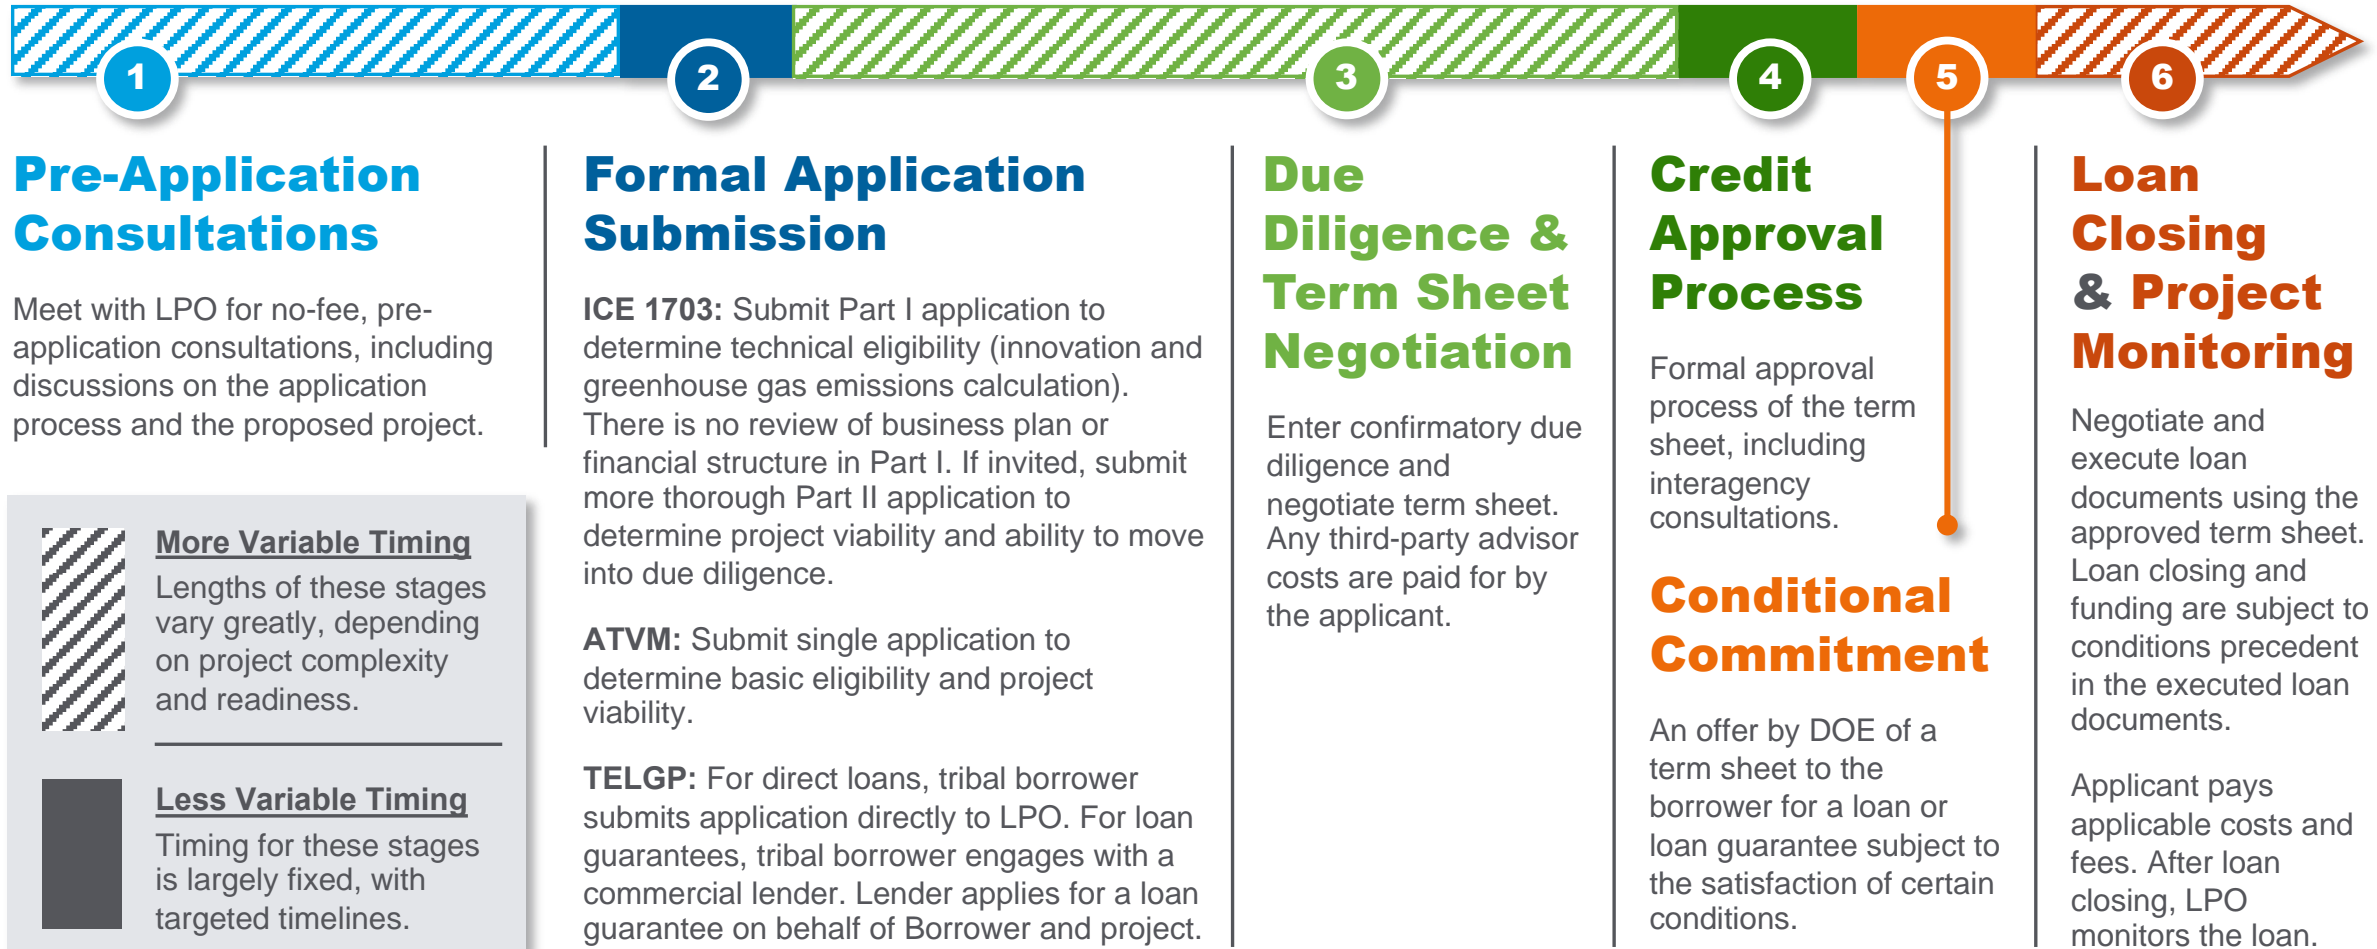 1
2
3
4
5
6
Pre-Application
Consultations
Meet with LPO for no-fee, pre-
application consultations, including
discussions on the application
process and the proposed project.
More Variable Timing
Lengths of these stages
vary greatly, depending
on project complexity
and readiness.
Less Variable Timing
Timing for these stages
is largely fixed, with
targeted timelines.
Formal Application
Submission
ICE 1703: Submit Part I application to
determine technical eligibility (innovation and
greenhouse gas emissions calculation).
There is no review of business plan or
financial structure in Part I. If invited, submit
more thorough Part II application to
determine project viability and ability to move
into due diligence.
ATVM: Submit single application to
determine basic eligibility and project
viability.
TELGP: For direct loans, tribal borrower
submits application directly to LPO. For loan
guarantees, tribal borrower engages with a
commercial lender. Lender applies for a loan
guarantee on behalf of Borrower and project.
Due
Diligence &
Term Sheet
Negotiation
Enter confirmatory due
diligence and
negotiate term sheet.
Any third-party advisor
costs are paid for by
the applicant.
Credit
Approval
Process
Formal approval
process of the term
sheet, including
interagency
consultations.
Conditional
Commitment
An offer by DOE of a
term sheet to the
borrower for a loan or
loan guarantee subject to
the satisfaction of certain
conditions.
Loan
Closing
& Project
Monitoring
Negotiate and
execute loan
documents using the
approved term sheet.
Loan closing and
funding are subject to
conditions precedent
in the executed loan
documents.
Applicant pays
applicable costs and
fees. After loan
closing, LPO
monitors the loan.